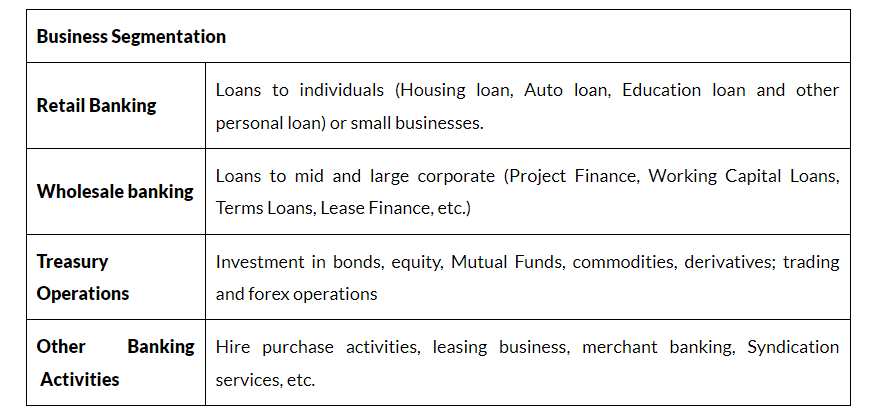 Business Segmentation
Retail Banking
Loans to individuals (Housing loan, Auto loan, Education loan and other
personal loan) or small businesses.
Wholesale banking
Loans to mid and large corporate (Project Finance, Working Capital Loans,
Terms Loans, Lease Finance, etc.)
Treasury
Operations
Investment in bonds, equity, Mutual Funds, commodities, derivatives; trading
and forex operations
Other Banking
Activities
Hire purchase activities, leasing business, merchant banking, Syndication
services, etc.